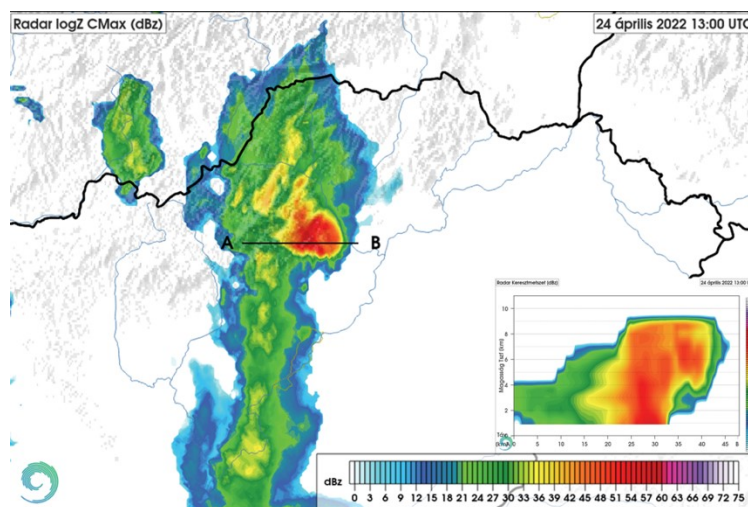 Radar logZ CMax (dBz)
24 április 2022 13:00 UTC
A
B
Radar Keresztmetszet (dBz)
24 április 2022 13:00
Magasság Tszf (km)
10
8
6
4
0
5
10
15
20
25
30
35
40
45
dBz
0 3 6 9 12 15 18 21 24 27 30 33 36 39 42 45 48 51 54 57 60 63 66 69 72 75